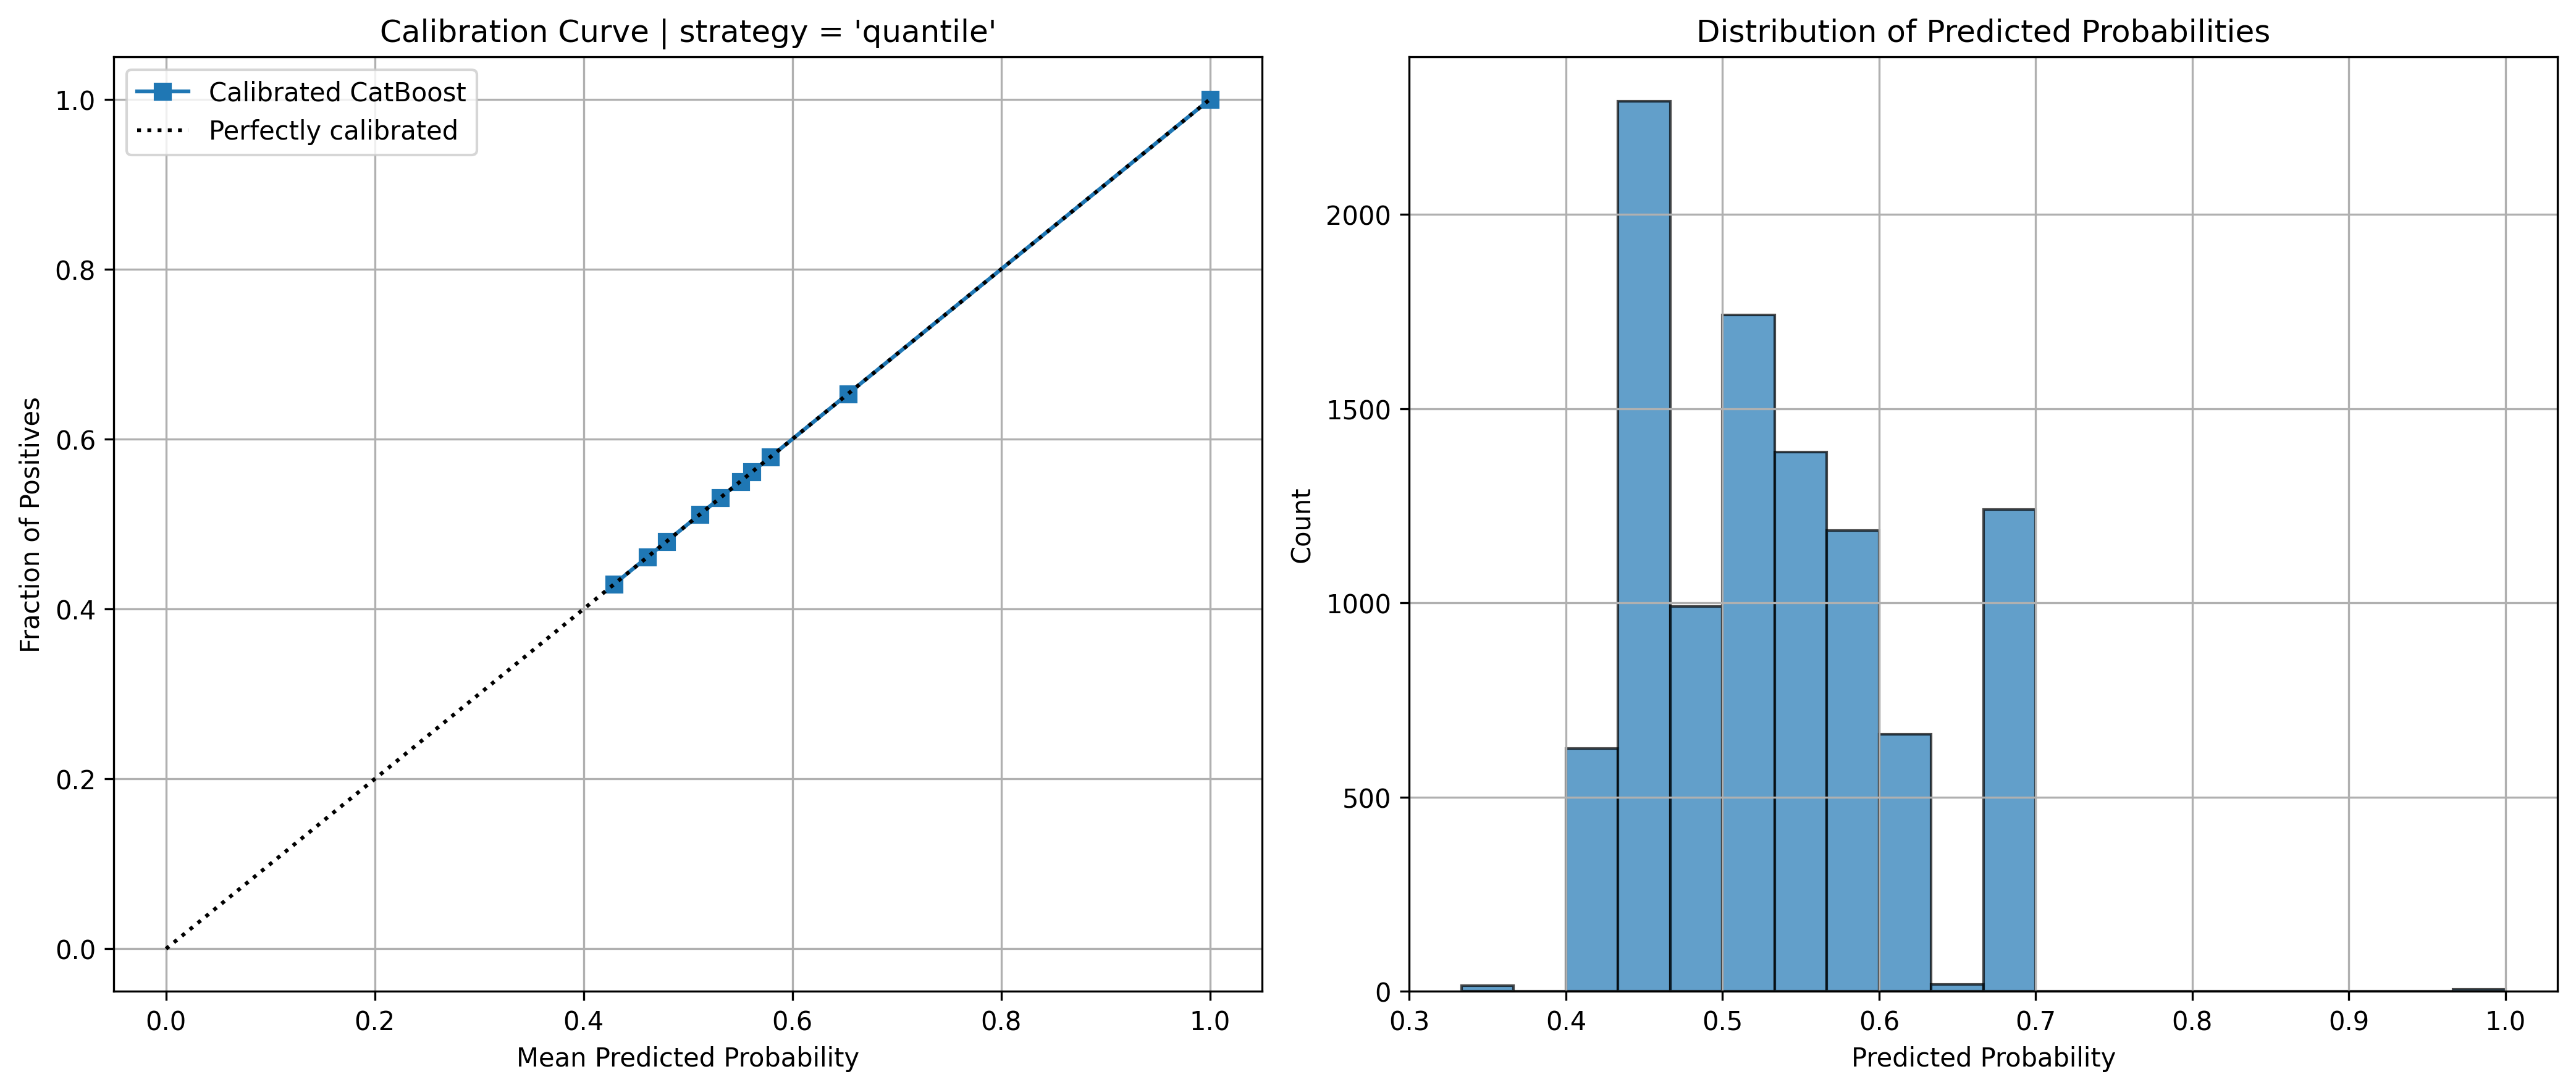 Calibration Curve | strategy = 'quantile'
Calibrated CatBoost
Perfectly calibrated
1.0
0.8
0.6
0.4
0.2
0.0
Fraction of Positives
0.0 0.2 0.4 0.6 0.8 1.0
Mean Predicted Probability
Distribution of Predicted Probabilities
2000
1500
1000
500
0
Count
0.3 0.4 0.5 0.6 0.7 0.8 0.9 1.0
Predicted Probability